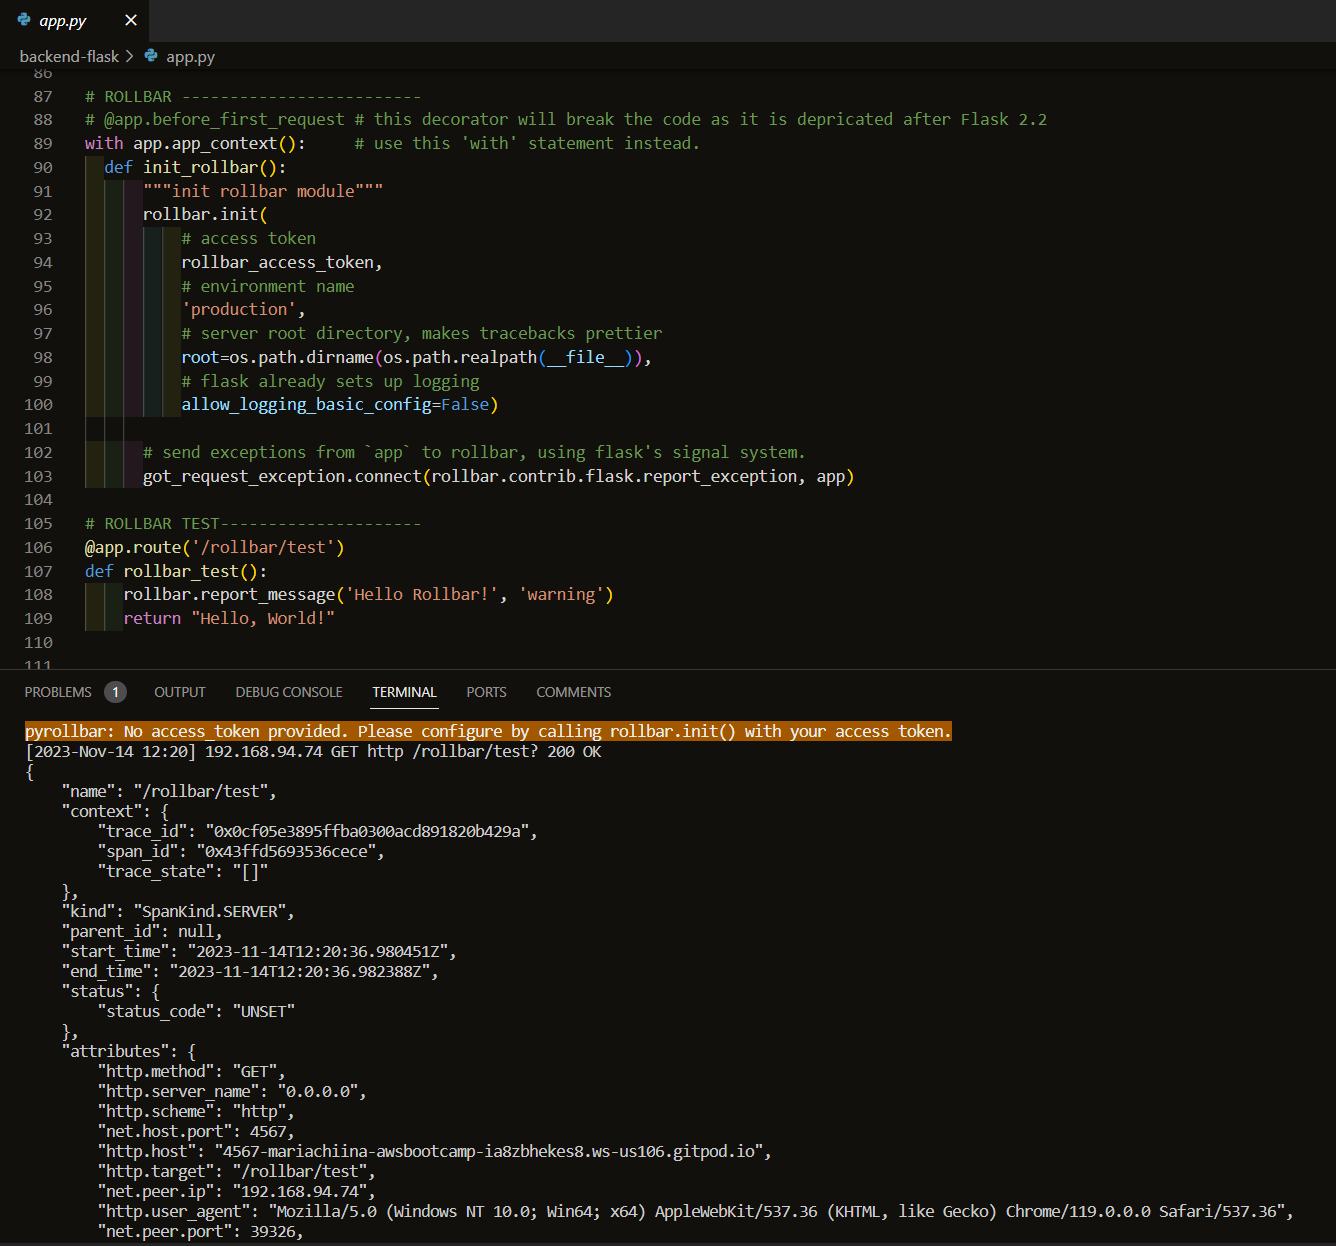 app.py ×
backend-flask > app.py
86
87 # ROLLBAR -------------------------
88 # @app.before_first_request # this decorator will break the code as it is depricated after Flask 2.2
89 with app.app_context():     # use this 'with' statement instead.
90   def init_rollbar():
91       """init rollbar module"""
92       rollbar.init(
93           # access token
94           rollbar_access_token,
95           # environment name
96           'production',
97           # server root directory, makes tracebacks prettier
98           root=os.path.dirname(os.path.realpath(__file__)),
99           # flask already sets up logging
100           allow_logging_basic_config=False)
101
102       # send exceptions from `app` to rollbar, using flask's signal system.
103       got_request_exception.connect(rollbar.contrib.flask.report_exception, app)
104
105 # ROLLBAR TEST---------------------
106 @app.route('/rollbar/test')
107 def rollbar_test():
108     rollbar.report_message('Hello Rollbar!', 'warning')
109     return "Hello, World!"
110
111
PROBLEMS 1 OUTPUT DEBUG CONSOLE TERMINAL PORTS COMMENTS
pyrollbar: No access_token provided. Please configure by calling rollbar.init() with your access token.
[2023-Nov-14 12:20] 192.168.94.74 GET http /rollbar/test? 200 OK
{
    "name": "/rollbar/test",
    "context": {
        "trace_id": "0x0cf05e3895ffba0300acd891820b429a",
        "span_id": "0x43ffd5693536cece",
        "trace_state": "[]"
    },
    "kind": "SpanKind.SERVER",
    "parent_id": null,
    "start_time": "2023-11-14T12:20:36.980451Z",
    "end_time": "2023-11-14T12:20:36.982388Z",
    "status": {
        "status_code": "UNSET"
    },
    "attributes": {
        "http.method": "GET",
        "http.server_name": "0.0.0.0",
        "http.scheme": "http",
        "net.host.port": 4567,
        "http.host": "4567-mariachiina-awsbootcamp-ia8zbhekes8.ws-us106.gitpod.io",
        "http.target": "/rollbar/test",
        "net.peer.ip": "192.168.94.74",
        "http.user_agent": "Mozilla/5.0 (Windows NT 10.0; Win64; x64) AppleWebKit/537.36 (KHTML, like Gecko) Chrome/119.0.0.0 Safari/537.36",
        "net.peer.port": 39326,